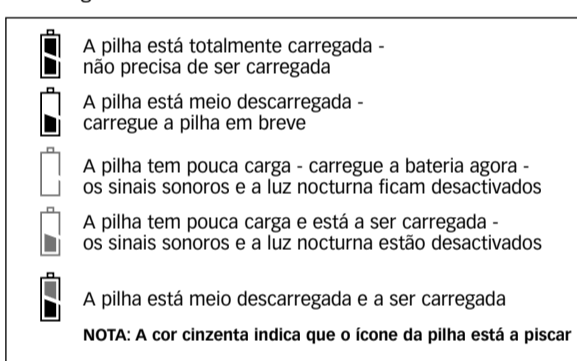 A pilha está totalmente carregada -
não precisa de ser carregada
A pilha está meio descarregada -
carregue a pilha em breve
A pilha tem pouca carga - carregue a bateria agora -
os sinais sonoros e a luz nocturna ficam desactivados
A pilha tem pouca carga e está a ser carregada -
os sinais sonoros e a luz nocturna estão desactivados
A pilha está meio descarregada e a ser carregada
NOTA: A cor cinzenta indica que o ícone da pilha está a piscar